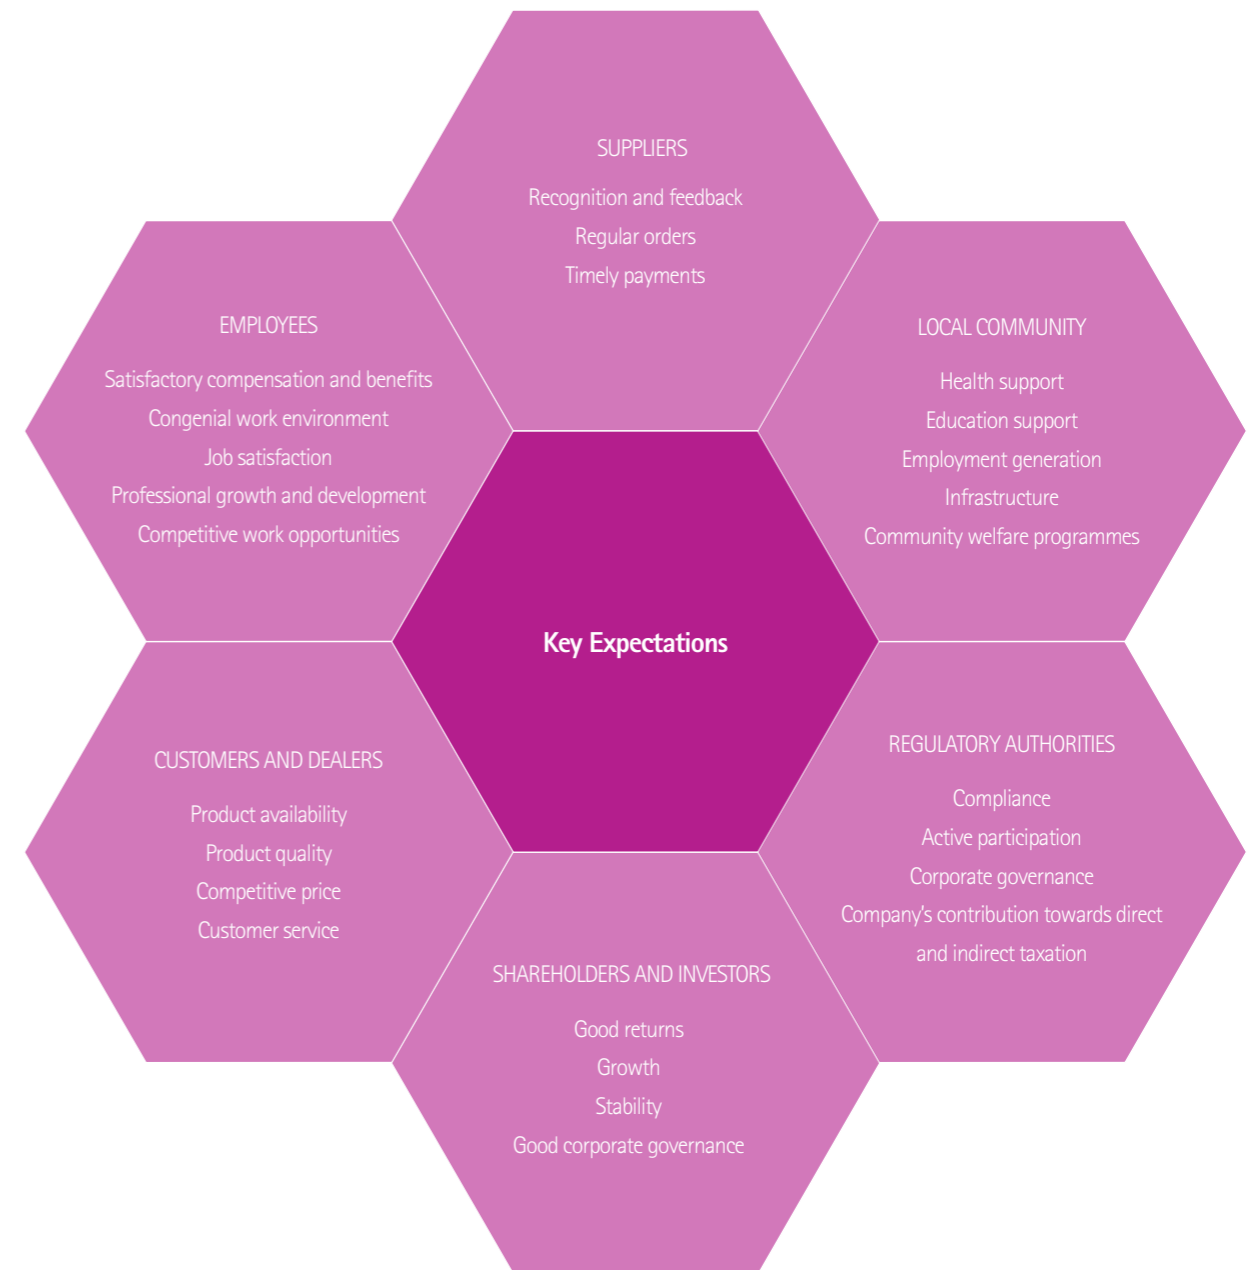 SUPPLIERS
Recognition and feedback
Regular orders
Timely payments
EMPLOYEES
Satisfactory compensation and benefits
Congenial work environment
Job satisfaction
Professional growth and development
Competitive work opportunities
LOCAL COMMUNITY
Health support
Education support
Employment generation
Infrastructure
Community welfare programmes
Key Expectations
CUSTOMERS AND DEALERS
Product availability
Product quality
Competitive price
Customer service
REGULATORY AUTHORITIES
Compliance
Active participation
Corporate governance
Company's contribution towards direct
and indirect taxation
SHAREHOLDERS AND INVESTORS
Good returns
Growth
Stability
Good corporate governance